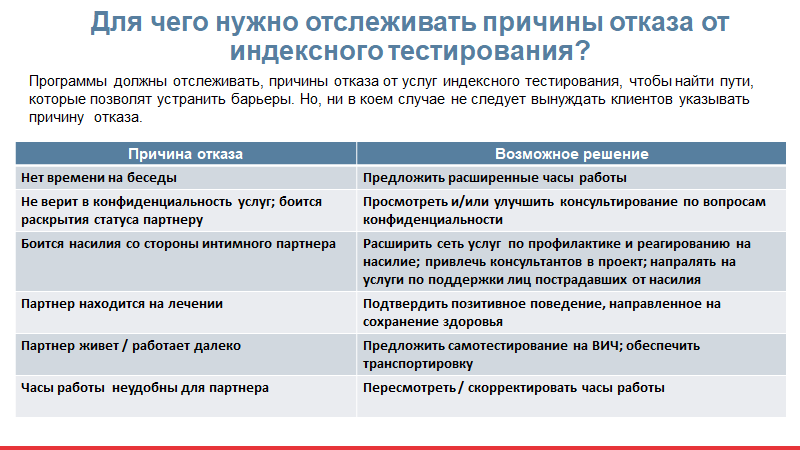 Для чего нужно отслеживать причины отказа от
индексного тестирования?
Программы должны отслеживать, причины отказа от услуг индексного тестирования, чтобы найти пути,
которые позволят устранить барьеры. Но, ни в коем случае не следует вынуждать клиентов указывать
причину отказа.
Причина отказа
Возможное решение
Нет времени на беседы
Предложить расширенные часы работы
Не верит в конфиденциальность услуг; боится
раскрытия статуса партнеру
Просмотреть и/или улучшить консультирование по вопросам
конфиденциальности
Боится насилия со стороны интимного партнера
Расширить сеть услуг по профилактике и реагированию на
насилие; привлечь консультантов в проект; напралять на
услуги по поддержки лиц пострадавших от насилия
Партнер находится на лечении
Подтвердить позитивное поведение, направленное на
сохранение здоровья
Партнер живет / работает далеко
Предложить самотестирование на ВИЧ; обеспечить
транспортировку
Часы работы неудобны для партнера
Пересмотреть / скорректировать часы работы